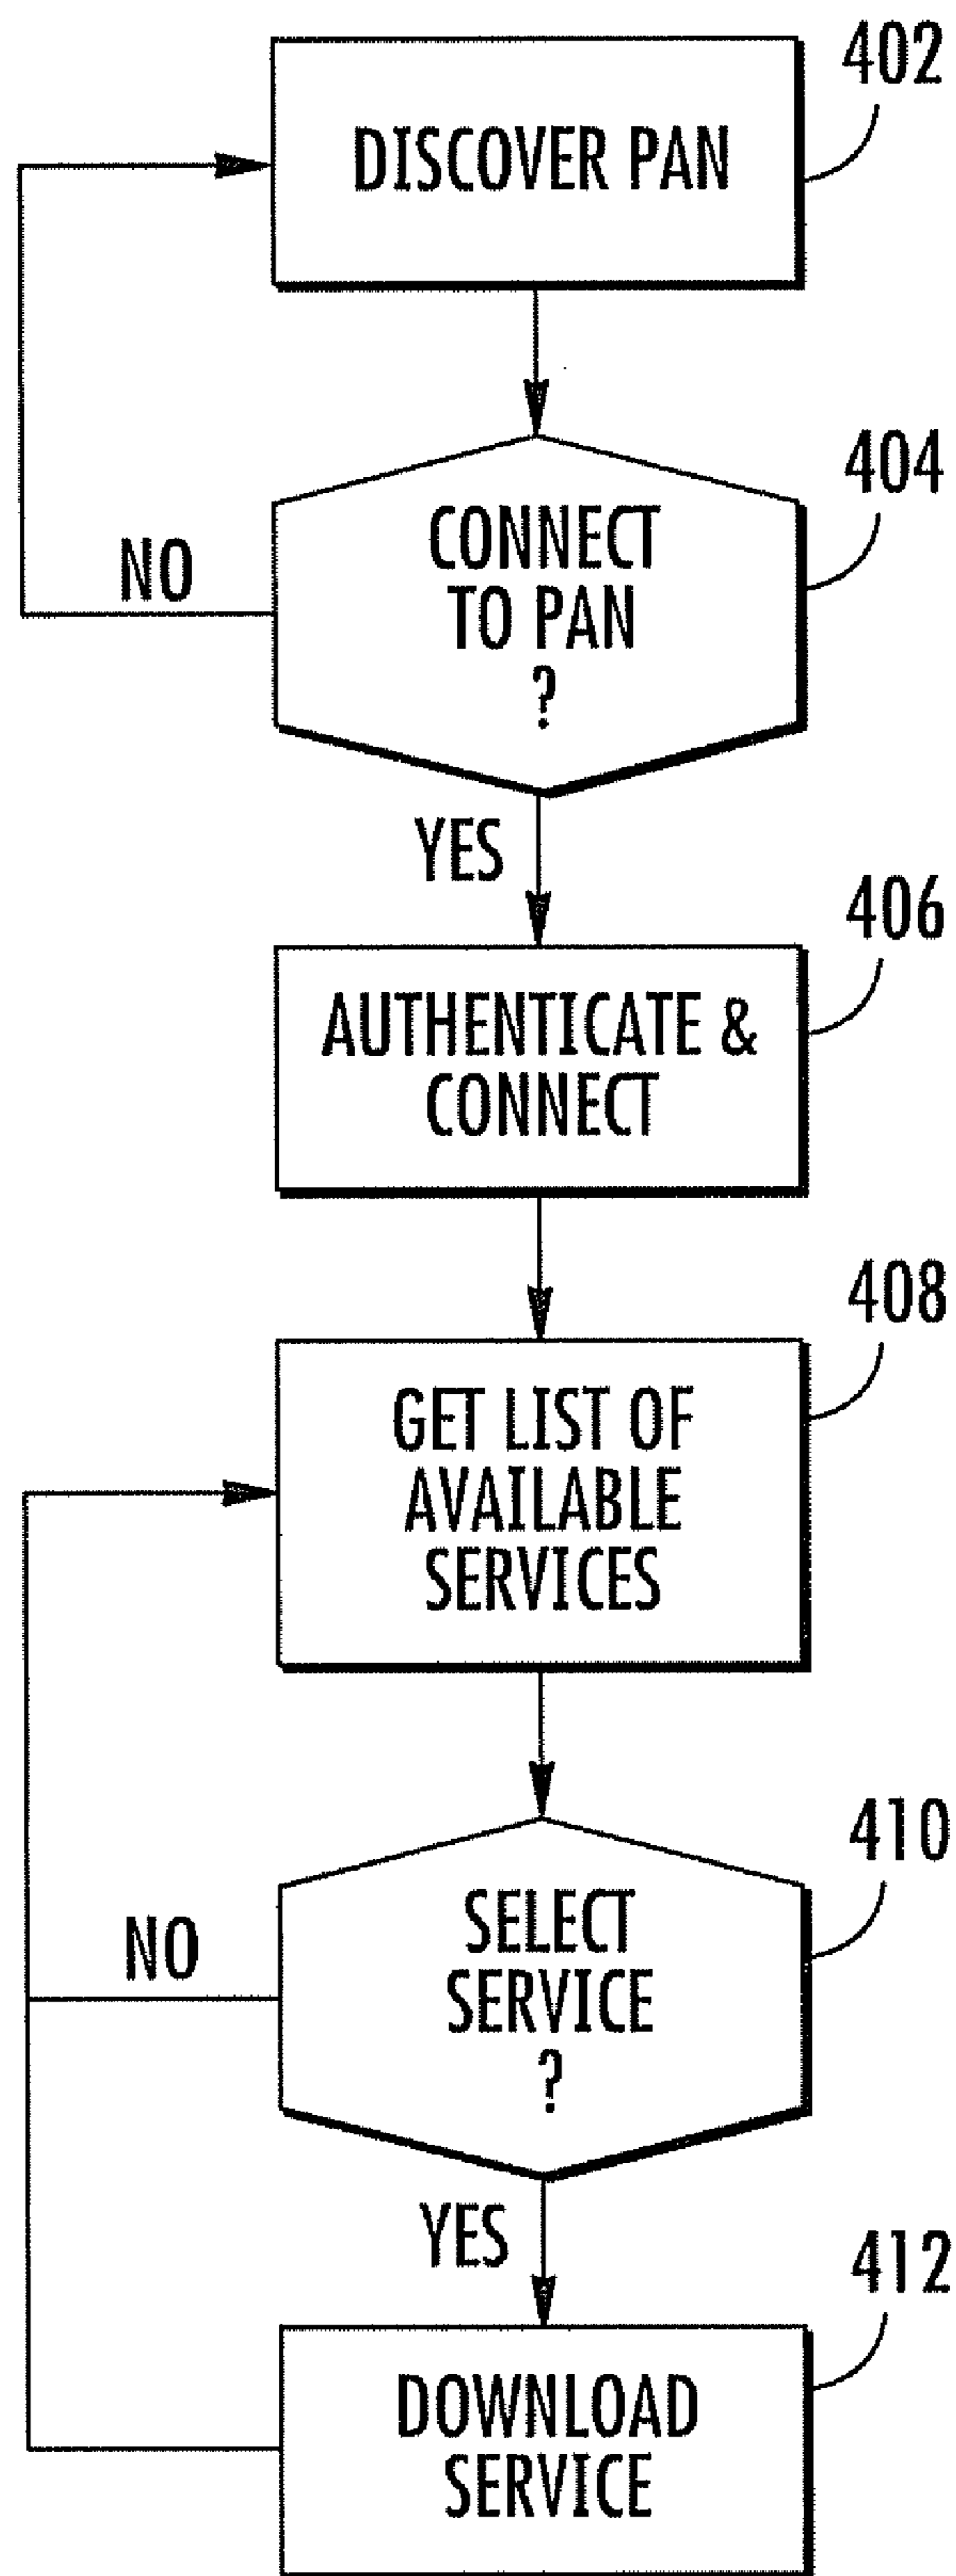 402
DISCOVER PAN
404
CONNECT
TO PAN
?
NO
YES
406
AUTHENTICATE &
CONNECT
408
GET LIST OF
AVAILABLE
SERVICES
410
SELECT
SERVICE
?
NO
YES
412
DOWNLOAD
SERVICE